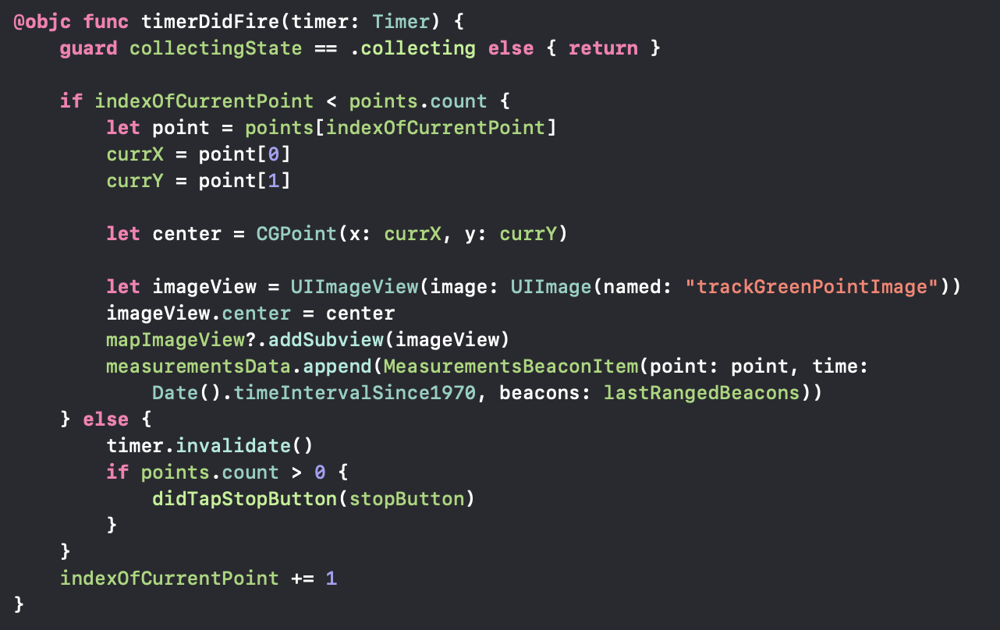 @objc func timerDidFire(timer: Timer) {
    guard collectingState == .collecting else { return }

    if indexOfCurrentPoint < points.count {
        let point = points[indexOfCurrentPoint]
        currX = point[0]
        currY = point[1]

        let center = CGPoint(x: currX, y: currY)

        let imageView = UIImageView(image: UIImage(named: "trackGreenPointImage"))
        imageView.center = center
        mapImageView?.addSubview(imageView)
        measurementsData.append(MeasurementsBeaconItem(point: point, time:
            Date().timeIntervalSince1970, beacons: lastRangedBeacons))
    } else {
        timer.invalidate()
        if points.count > 0 {
            didTapStopButton(stopButton)
        }
    }
    indexOfCurrentPoint += 1
}